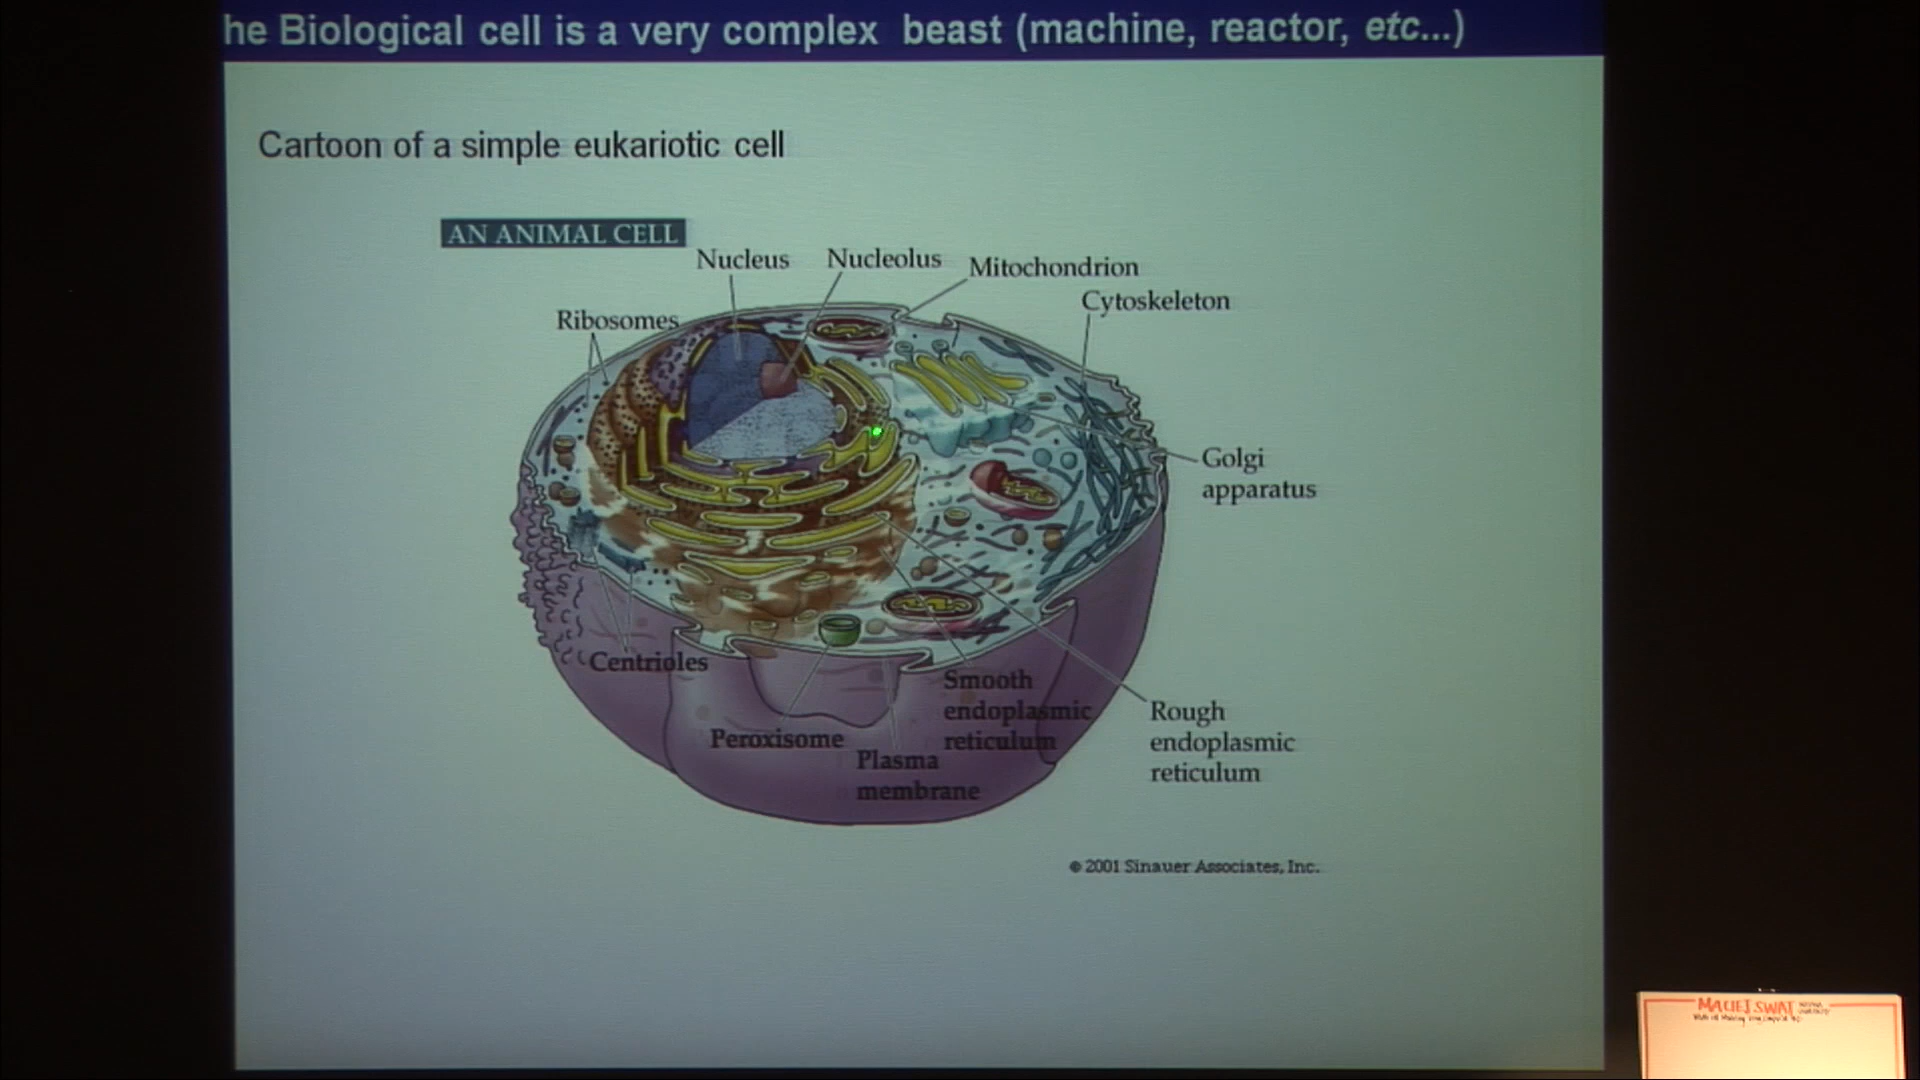 he Biological cell is a very complex beast (machine, reactor, etc...)
Cartoon of a simple eukariotic cell
AN ANIMAL CELL
Nucleus
Nucleolus
Mitochondrion
Cytoskeleton
Ribosomes
Golgi
apparatus
Centrioles
Smooth
endoplasmic
reticulum
Rough
endoplasmic
reticulum
Peroxisome
Plasma
membrane
© 2001 Sinauer Associates, Inc.
MACIEJ SWAT